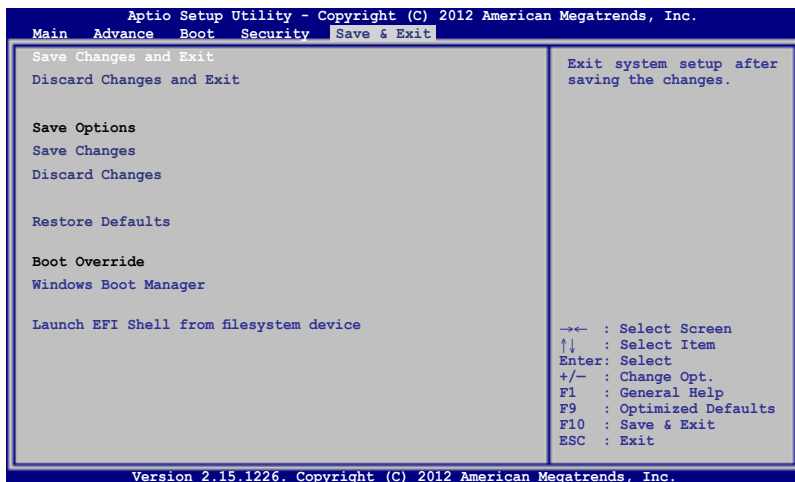 Aptio Setup Utility - Copyright (C) 2012 American Megatrends, Inc.
Main Advance Boot Security Save & Exit
Save Changes and Exit
Discard Changes and Exit
Save Options
Save Changes
Discard Changes
Restore Defaults
Boot Override
Windows Boot Manager
Launch EFI Shell from filesystem device
Exit system setup after
saving the changes.
→← : Select Screen
↑↓ : Select Item
Enter: Select
+/— : Change Opt.
F1 : General Help
F9 : Optimized Defaults
F10 : Save & Exit
ESC : Exit
Version 2.15.1226. Copyright (C) 2012 American Megatrends, Inc.